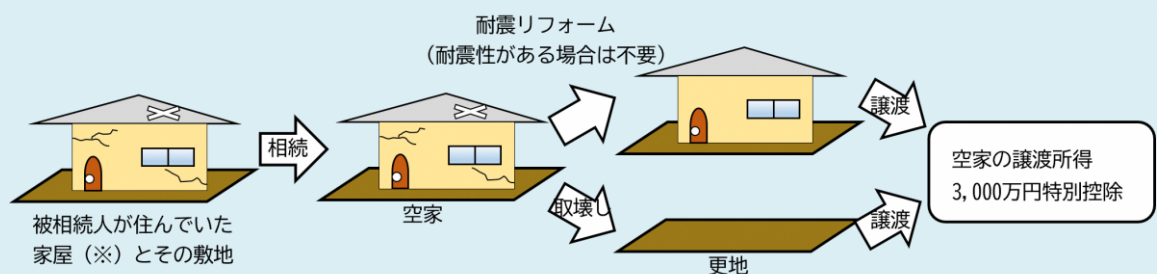 耐震リフォーム
（耐震性がある場合は不要）
相続
譲渡
空家の譲渡所得
3,000万円特別控除
空家
取壊し
譲渡
被相続人が住んでいた
家屋（※）とその敷地
更地